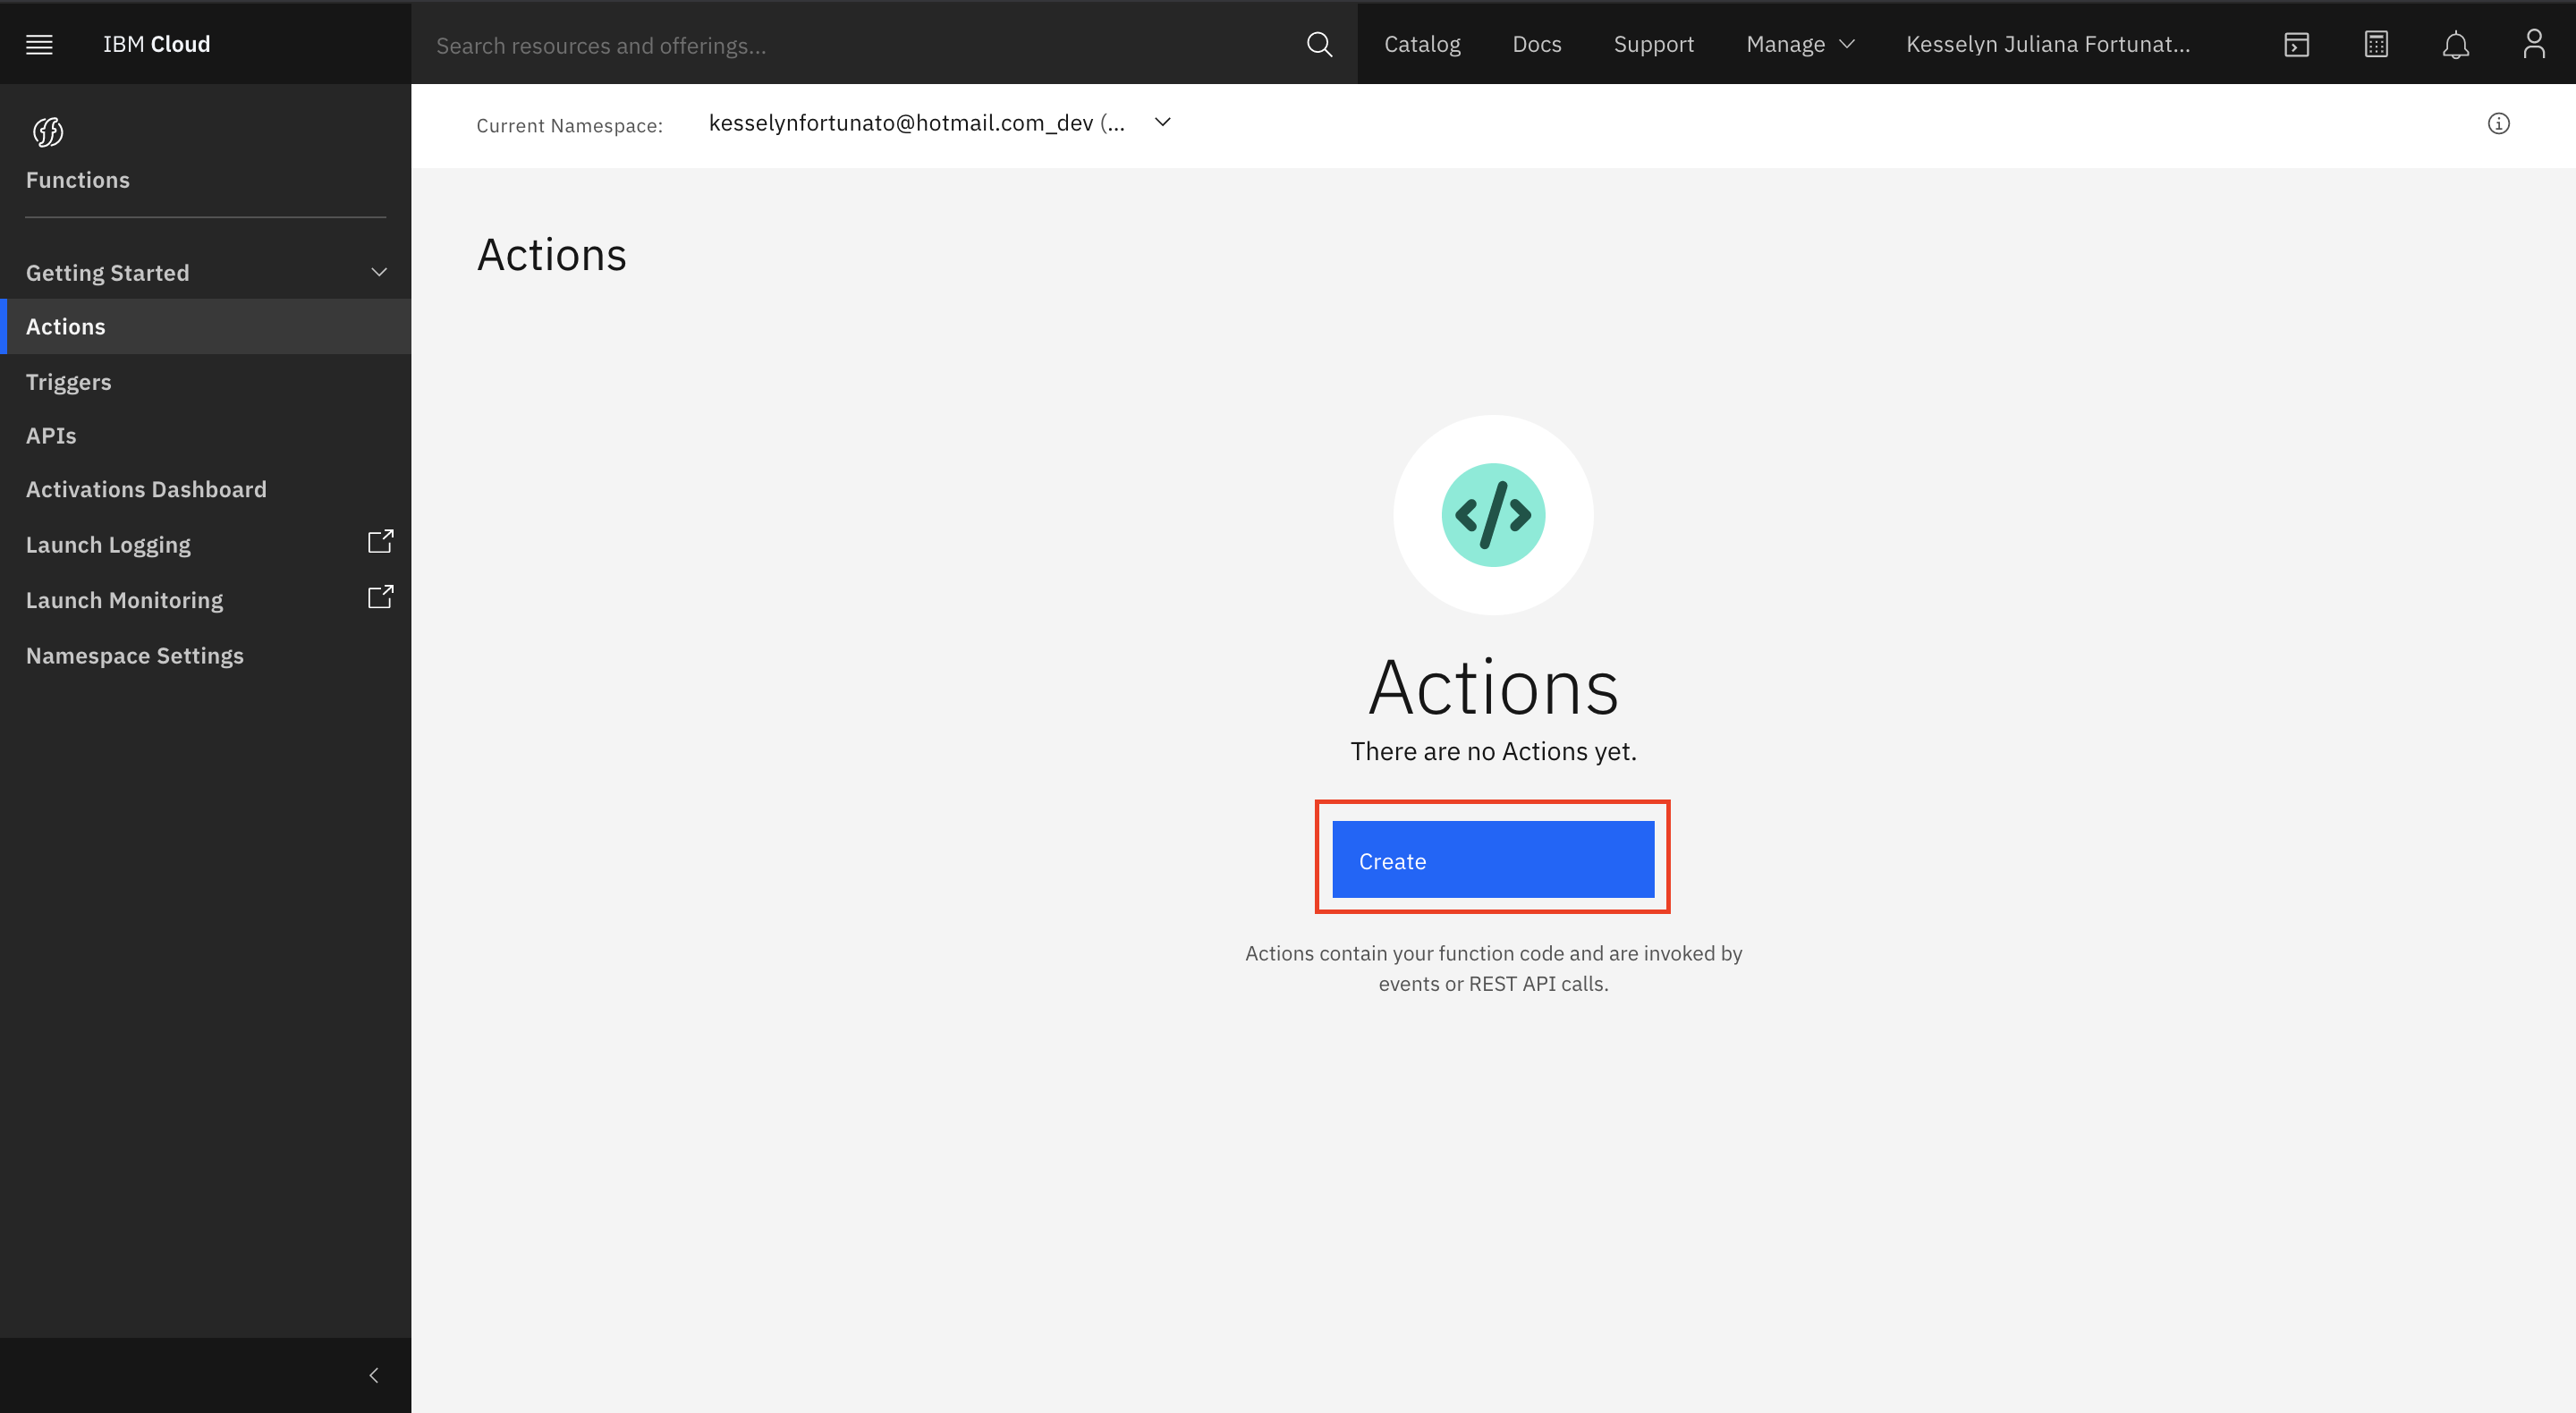 IBM Cloud
Search resources and offerings...
Catalog
Docs
Support
Manage
Kesselyn Juliana Fortunat...
Functions
Getting Started
Actions
Triggers
APIs
Activations Dashboard
Launch Logging
Launch Monitoring
Namespace Settings
Current Namespace:
kesselynfortunato@hotmail.com_dev (...
Actions
Actions
There are no Actions yet.
Create
Actions contain your function code and are invoked by
events or REST API calls.